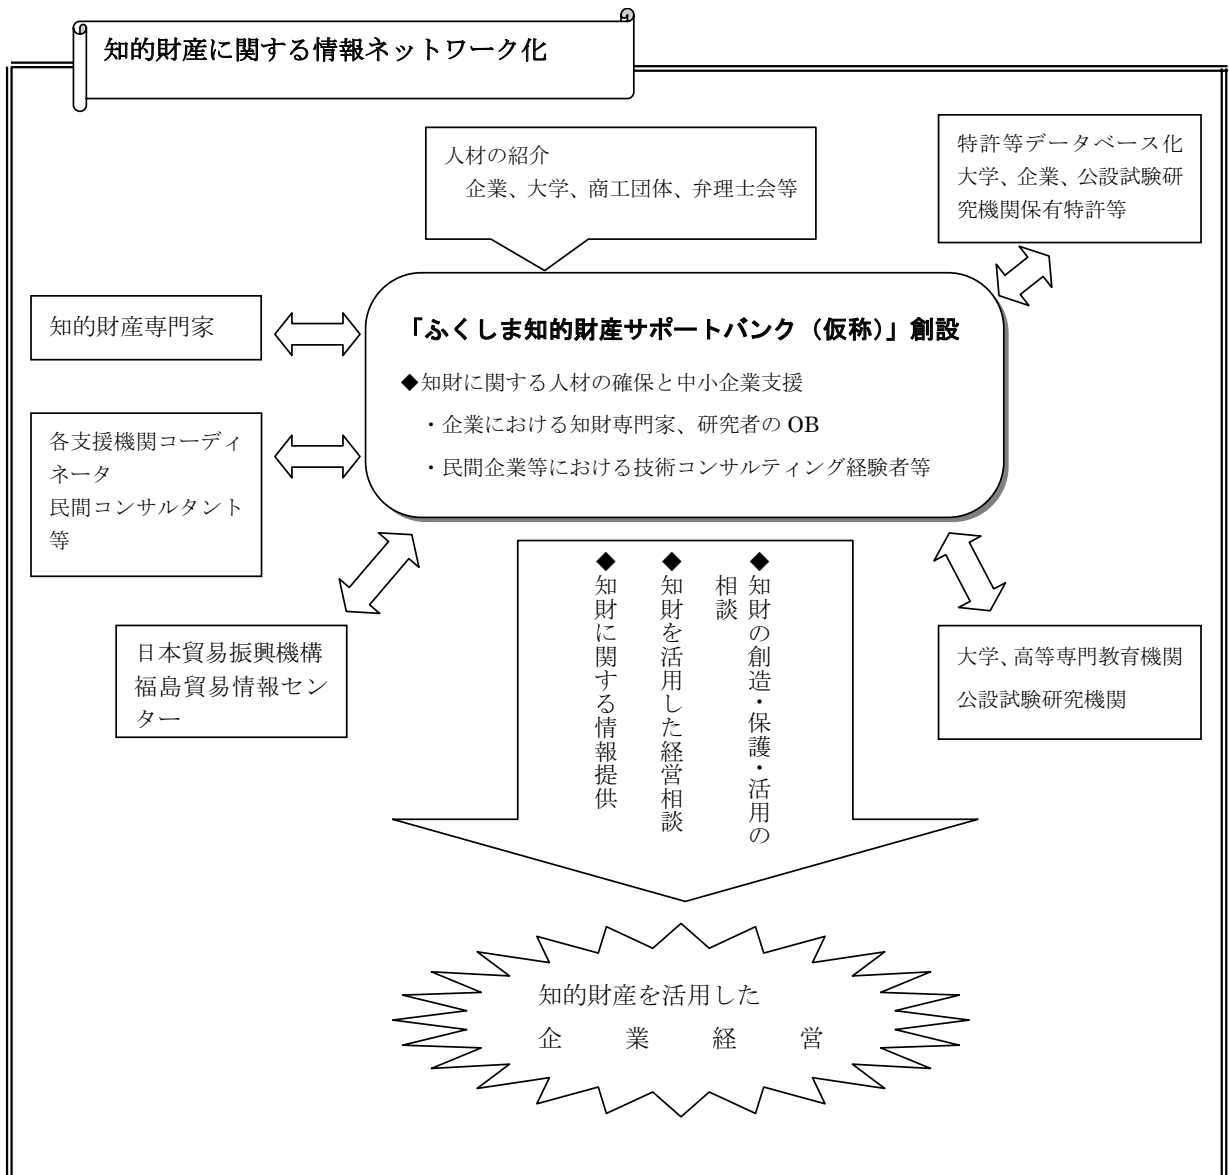 知的財産に関する情報ネットワーク化
人材の紹介
企業、大学、商工団体、弁理士会等
特許等データベース化
大学、企業、公設試験研
究機関保有特許等
知的財産専門家
「ふくしま知的財産サポートバンク（仮称）」創設
◆知財に関する人材の確保と中小企業支援
・企業における知財専門家、研究者の OB
・民間企業等における技術コンサルティング経験者等
各支援機関コーディ
ネータ
民間コンサルタント
等
日本貿易振興機構
福島貿易情報セン
ター
◆知財の創造・保護・活用の
相談
◆知財を活用した経営相談
◆知財に関する情報提供
大学、高等専門教育機関
公設試験研究機関
知的財産を活用した
企　業　経　営